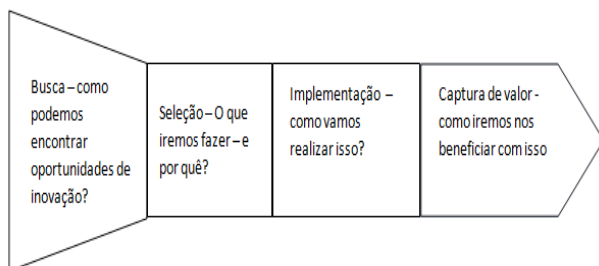 Busca – como
podemos
encontrar
oportunidades de
inovação?
Seleção – O que
iremos fazer – e
por quê?
Implementação –
como vamos
realizar isso?
Captura de valor -
como iremos nos
beneficiar com isso